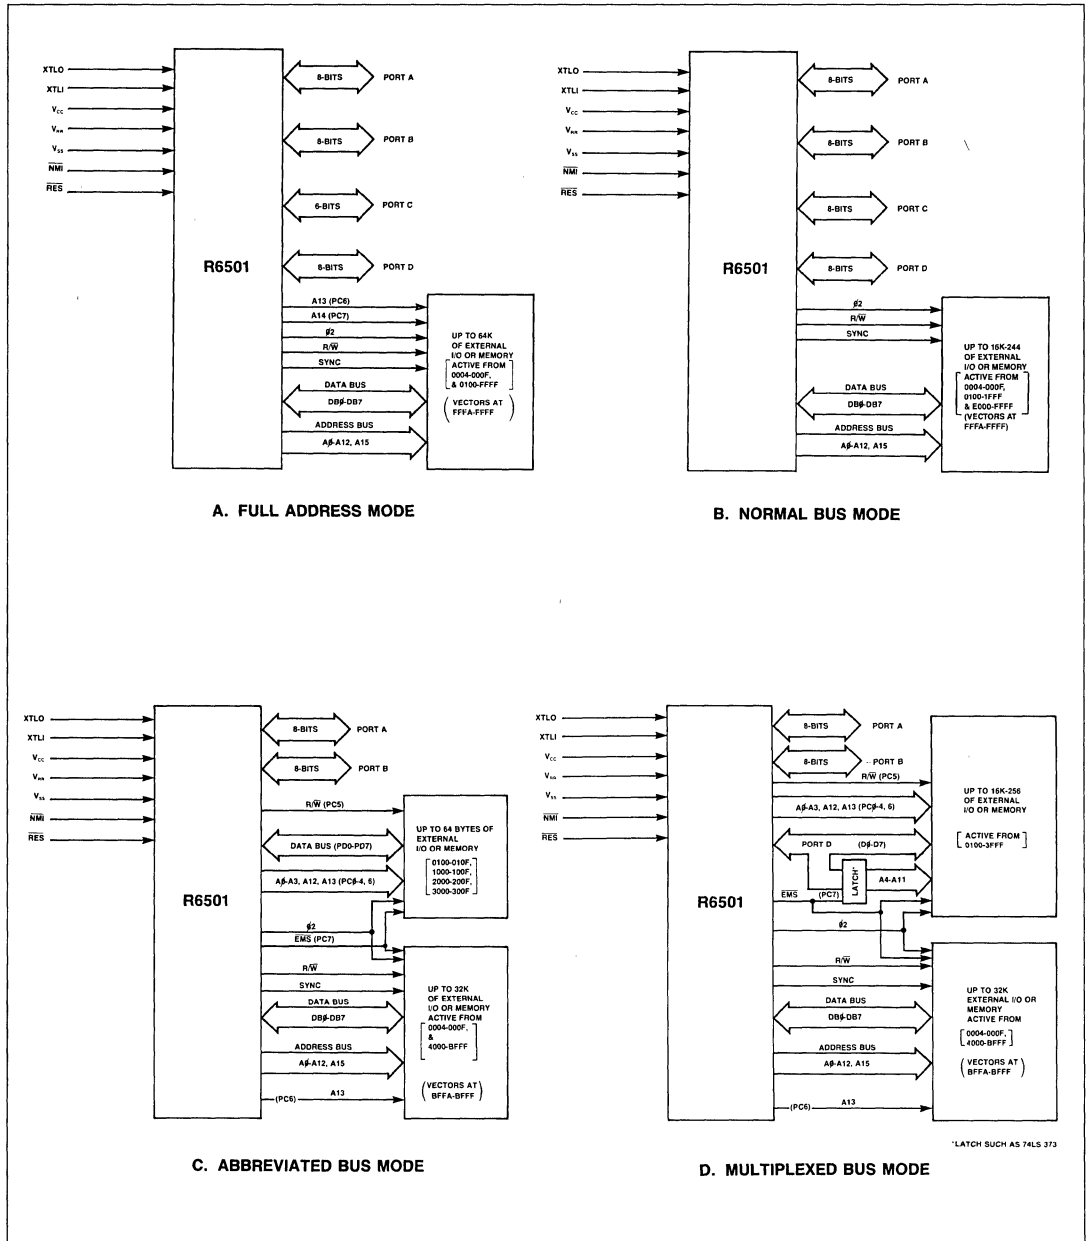 XTLO
XTLI
VCC
VRR
VSS
NMI
RES
R6501
8-BITS PORT A
8-BITS PORT B
6-BITS PORT C
8-BITS PORT D
A13 (PC6)
A14 (PC7)
φ2
R/W
SYNC
DATA BUS
DBφ-DB7
ADDRESS BUS
Aφ-A12, A15
UP TO 64K
OF EXTERNAL
I/O OR MEMORY
ACTIVE FROM
0004-000F,
& 0100-FFFF
(VECTORS AT
FFFA-FFFF)
A. FULL ADDRESS MODE
XTLO
XTLI
VCC
VRR
VSS
NMI
RES
R6501
8-BITS PORT A
8-BITS PORT B
8-BITS PORT C
8-BITS PORT D
φ2
R/W
SYNC
DATA BUS
DBφ-DB7
ADDRESS BUS
Aφ-A12, A15
UP TO 16K-244
OF EXTERNAL
I/O OR MEMORY
ACTIVE FROM
0004-000F,
0100-1FFF
& E000-FFFF
(VECTORS AT
FFFA-FFFF)
B. NORMAL BUS MODE
XTLO
XTLI
VCC
VRR
VSS
NMI
RES
R6501
8-BITS PORT A
8-BITS PORT B
R/W (PC5)
DATA BUS (PD0-PD7)
Aφ-A3, A12, A13 (PCφ-4, 6)
φ2
EMS (PC7)
R/W
SYNC
DATA BUS
DBφ-DB7
ADDRESS BUS
Aφ-A12, A15
(PC6) A13
UP TO 64 BYTES OF
EXTERNAL
I/O OR MEMORY
[0100-010F,
1000-100F,
2000-200F,
3000-300F]
UP TO 32K
OF EXTERNAL
I/O OR MEMORY
ACTIVE FROM
[0004-000F,
&
4000-BFFF]
(VECTORS AT
BFFA-BFFF)
C. ABBREVIATED BUS MODE
XTLO
XTLI
VCC
VRR
VSS
NMI
RES
R6501
8-BITS PORT A
8-BITS PORT B
R/W (PC5)
Aφ-A3, A12, A13 (PCφ-4, 6)
PORT D (Dφ-D7)
LATCH*
A4-A11
EMS (PC7)
φ2
R/W
SYNC
DATA BUS
DBφ-DB7
ADDRESS BUS
Aφ-A12, A15
(PC6) A13
UP TO 16K-256
OF EXTERNAL
I/O OR MEMORY
[ACTIVE FROM
0100-3FFF]
UP TO 32K
EXTERNAL I/O OR
MEMORY
ACTIVE FROM
[0004-000F,
4000-BFFF]
(VECTORS AT
BFFA-BFFF)
*LATCH SUCH AS 74LS 373
D. MULTIPLEXED BUS MODE